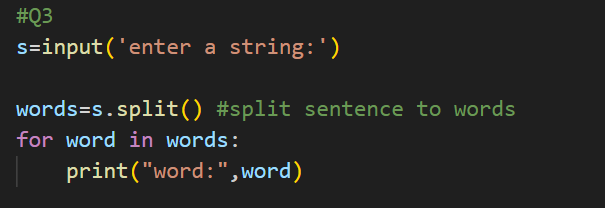 #Q3
s=input('enter a string:')
words=s.split() #split sentence to words
for word in words:
    print("word:",word)